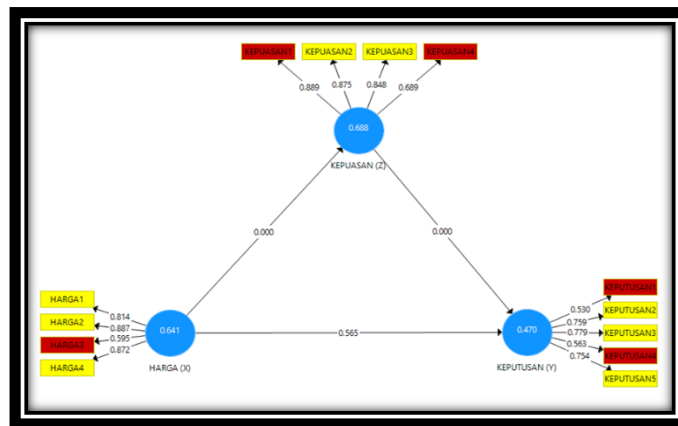 KEPUASAN1 KEPUASAN2 KEPUASAN3 KEPUASAN4
0.889 0.875 0.848 0.689
0.688
KEPUASAN (Z)
0.000 0.000
HARGA1
HARGA2
HARGA3
HARGA4
0.814
0.887
0.595
0.872
0.641
HARGA (X)
0.565
0.470
KEPUTUSAN (Y)
0.530
0.759
0.779
0.563
0.754
KEPUTUSAN1
KEPUTUSAN2
KEPUTUSAN3
KEPUTUSAN4
KEPUTUSAN5